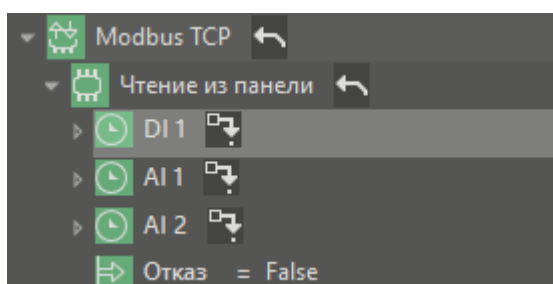 Modbus TCP
Чтение из панели
DI 1
AI 1
AI 2
Отказ = False